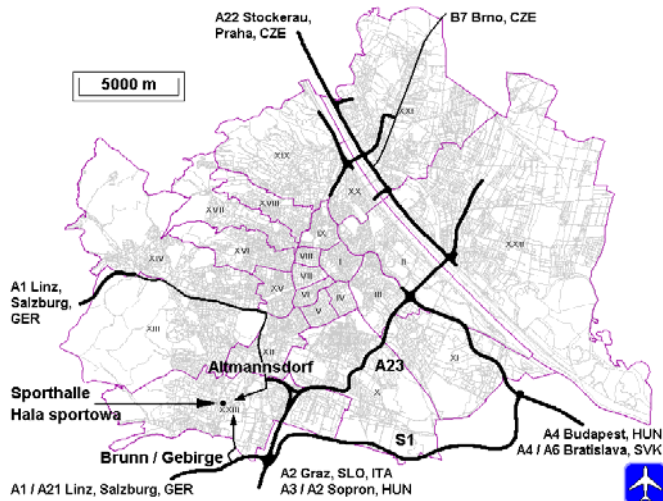 A22 Stockerau,
Praha, CZE
B7 Brno, CZE
5000 m
XXI
XIX
XX
XVIII
XVII
IX
XXII
XVI
VIII
I
II
XIV
VII
XV
VI
IV
III
V
A1 Linz,
Salzburg,
GER
XIII
XII
XI
Altmannsdorf
A23
X
Sporthalle
Hala sportowa
XXIII
S1
A4 Budapest, HUN
A4 / A6 Bratislava, SVK
Brunn / Gebirge
A1 / A21 Linz, Salzburg, GER
A2 Graz, SLO, ITA
A3 / A2 Sopron, HUN